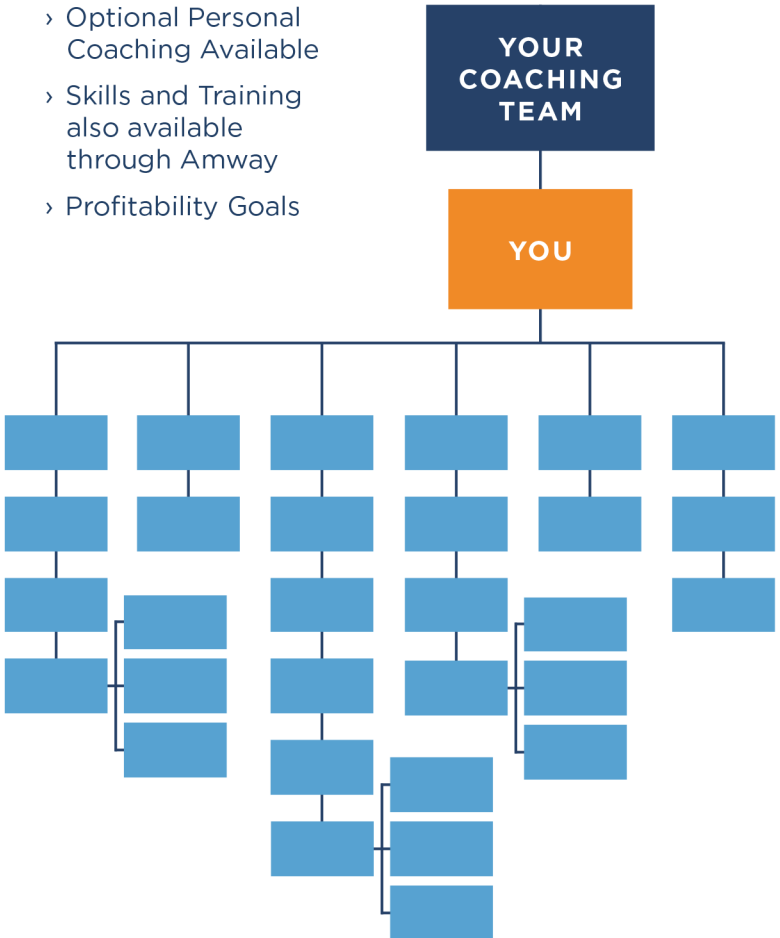 › Optional Personal
Coaching Available
› Skills and Training
also available
through Amway
› Profitability Goals
YOUR
COACHING
TEAM
YOU